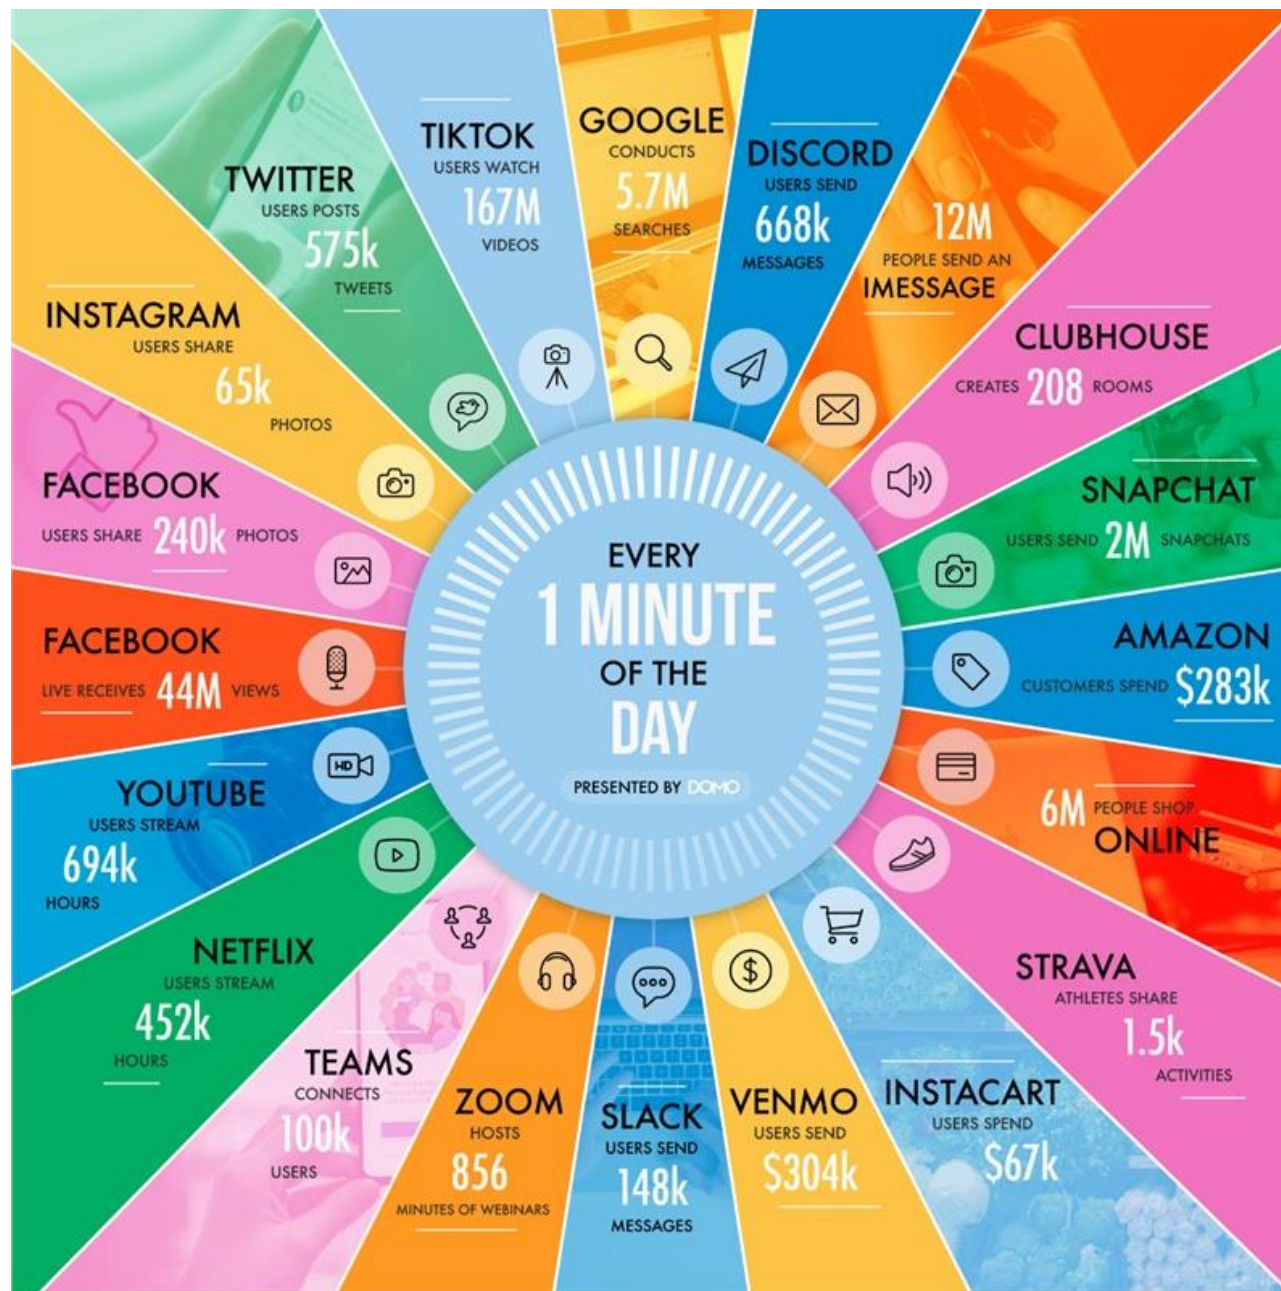 EVERY
1 MINUTE
OF THE
DAY
PRESENTED BY DOMO
GOOGLE
CONDUCTS
5.7M
SEARCHES
DISCORD
USERS SEND
668k
MESSAGES
12M
PEOPLE SEND AN
IMESSAGE
CLUBHOUSE
CREATES 208 ROOMS
SNAPCHAT
USERS SEND 2M SNAPCHATS
AMAZON
CUSTOMERS SPEND $283k
6M PEOPLE SHOP
ONLINE
STRAVA
ATHLETES SHARE
1.5k
ACTIVITIES
INSTACART
USERS SPEND
$67k
VENMO
USERS SEND
$304k
SLACK
USERS SEND
148k
MESSAGES
ZOOM
HOSTS
856
MINUTES OF WEBINARS
TEAMS
CONNECTS
100k
USERS
NETFLIX
USERS STREAM
452k
HOURS
HD
YOUTUBE
USERS STREAM
694k
HOURS
FACEBOOK
LIVE RECEIVES 44M VIEWS
FACEBOOK
USERS SHARE 240k PHOTOS
INSTAGRAM
USERS SHARE
65k
PHOTOS
TWITTER
USERS POSTS
575k
TWEETS
TIKTOK
USERS WATCH
167M
VIDEOS